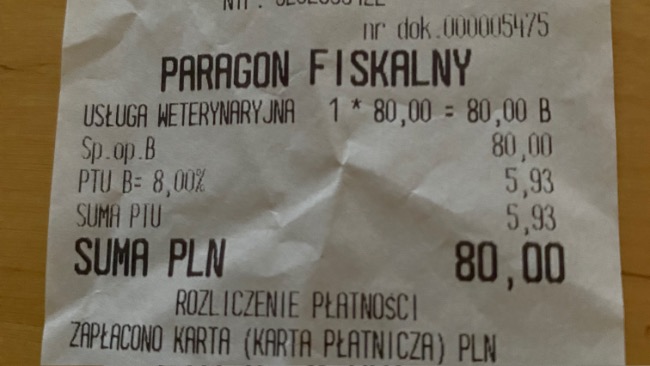 nr dok.000005475
PARAGON FISKALNY
USŁUGA WETERYNARYJNA 1 * 80,00 = 80,00 B
Sp.op.B 80,00
PTU B= 8,00% 5,93
SUMA PTU 5,93
SUMA PLN 80,00
ROZLICZENIE PŁATNOŚCI
ZAPŁACONO KARTA (KARTA PŁATNICZA) PLN